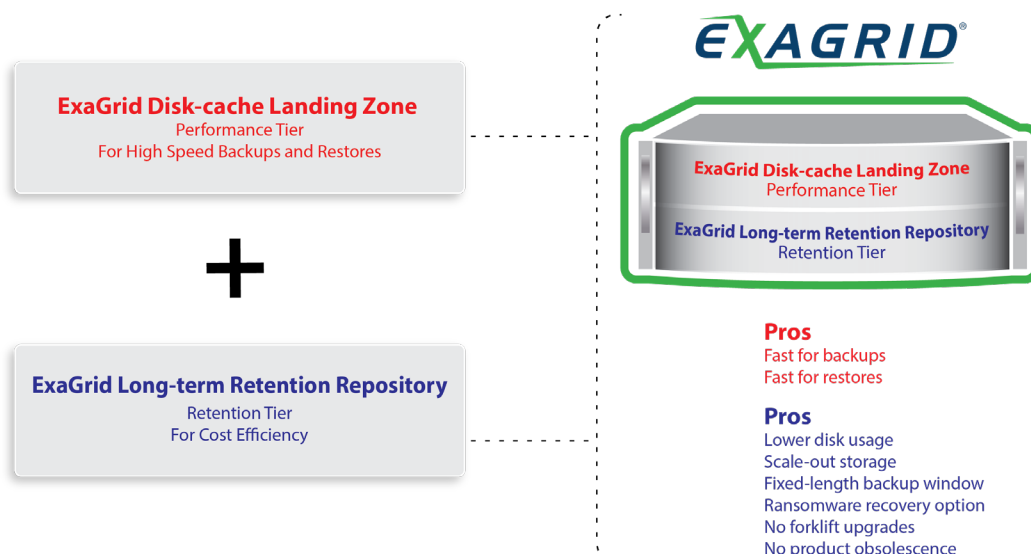 ExaGrid Disk-cache Landing Zone
Performance Tier
For High Speed Backups and Restores
+
ExaGrid Long-term Retention Repository
Retention Tier
For Cost Efficiency
EXAGRID®
ExaGrid Disk-cache Landing Zone
Performance Tier
ExaGrid Long-term Retention Repository
Retention Tier
Pros
Fast for backups
Fast for restores
Pros
Lower disk usage
Scale-out storage
Fixed-length backup window
Ransomware recovery option
No forklift upgrades
No product obsolescence